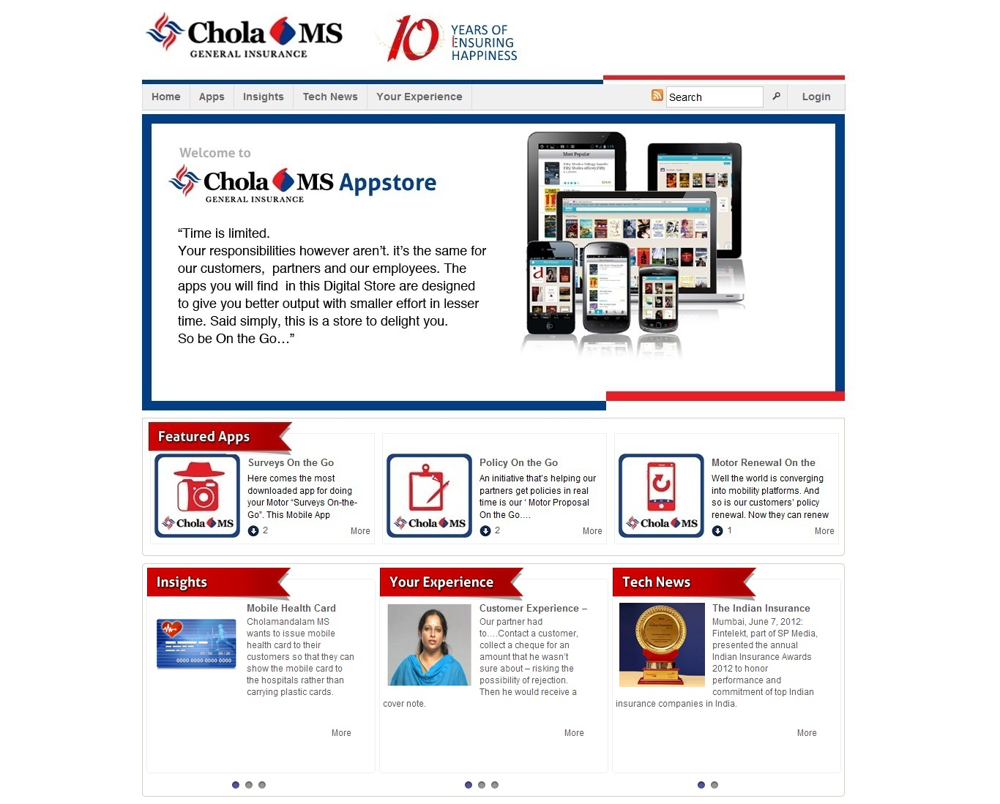 Chola MS
GENERAL INSURANCE
10 YEARS OF
ENSURING
HAPPINESS
Home Apps Insights Tech News Your Experience Search Login
Welcome to
Chola MS Appstore
GENERAL INSURANCE
“Time is limited.
Your responsibilities however aren’t. it’s the same for
our customers,  partners and our employees. The
apps you will find  in this Digital Store are designed
to give you better output with smaller effort in lesser
time. Said simply, this is a store to delight you.
So be On the Go…”
Most Popular
Featured Apps
Surveys On the Go
Here comes the most
downloaded app for doing
your Motor “Surveys On-the-
Go”. This Mobile App
2 More
Chola MS
Policy On the Go
An initiative that’s helping our
partners get policies in real
time is our ‘ Motor Proposal
On the Go….
2 More
Chola MS
Motor Renewal On the
Well the world is converging
into mobility platforms. And
so is our customers’ policy
renewal. Now they can renew
1 More
Chola MS
Insights
Mobile Health Card
Cholamandalam MS
wants to issue mobile
health card to their
customers so that they can
show the mobile card to
the hospitals rather than
carrying plastic cards.
0000 0000 0000 0000
More
Your Experience
Customer Experience –
Our partner had
to….Contact a customer,
collect a cheque for an
amount that he wasn’t
sure about – risking the
possibility of rejection.
Then he would receive a
cover note.
More
Tech News
The Indian Insurance
Mumbai, June 7, 2012:
Fintelekt, part of SP Media,
presented the annual
Indian Insurance Awards
2012 to honor
performance and
commitment of top Indian
insurance companies in India.
More